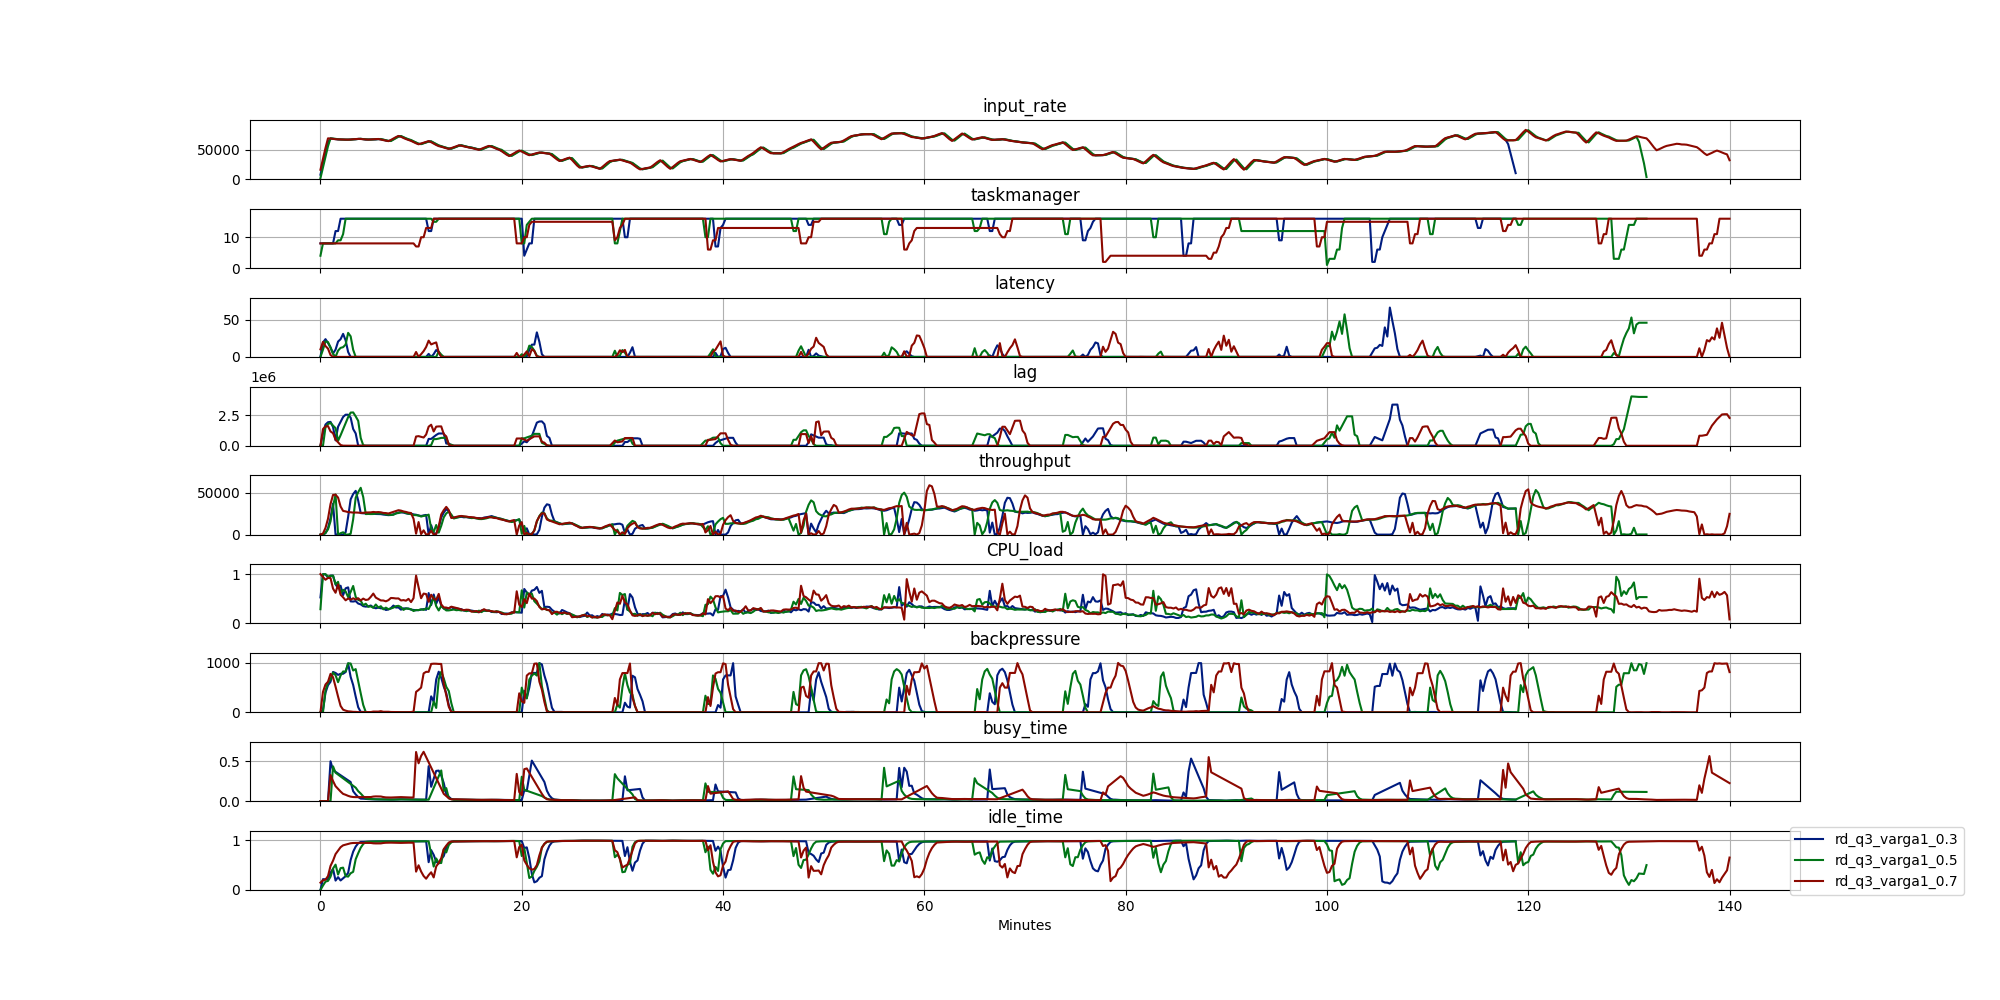 input_rate
50000
0
taskmanager
10
0
latency
50
0
1e6
lag
2.5
0.0
throughput
50000
0
CPU_load
1
0
backpressure
1000
0
busy_time
0.5
0.0
idle_time
1
0
rd_q3_varga1_0.3
rd_q3_varga1_0.5
rd_q3_varga1_0.7
0 20 40 60 80 100 120 140
Minutes